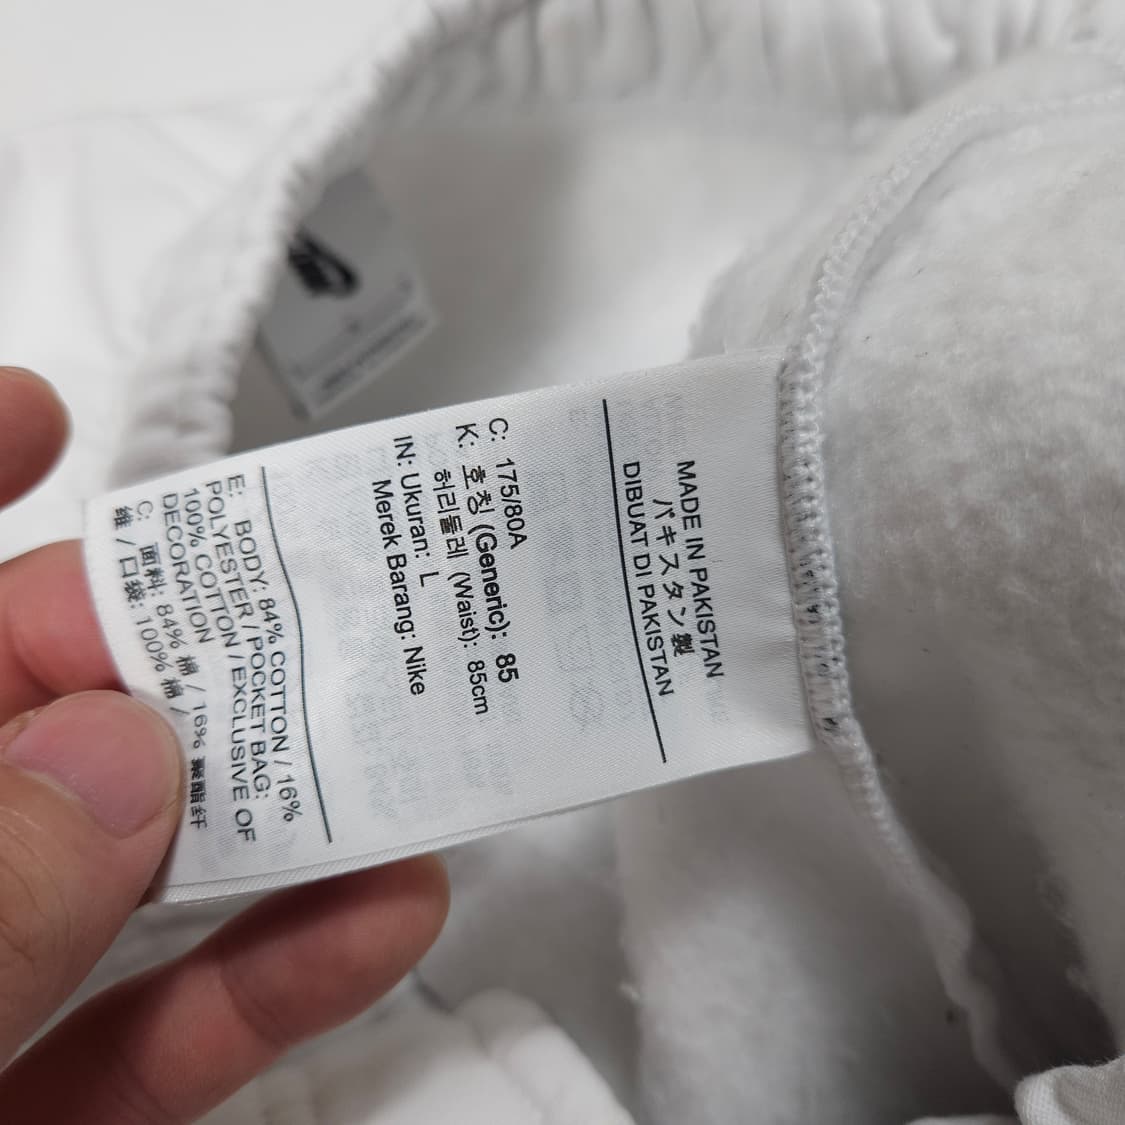 MADE IN PAKISTAN
パキスタン製
DIBUAT DI PAKISTAN
C: 175/80A
K: 호칭 (Generic): 85
허리둘레 (Waist): 85cm
IN: Ukuran: L
Merek Barang: Nike
E: BODY: 84% COTTON / 16%
POLYESTER / POCKET BAG:
100% COTTON / EXCLUSIVE OF
DECORATION
C: 面料: 84% 棉 / 16% 聚酯纤
维 / 口袋: 100% 棉 /